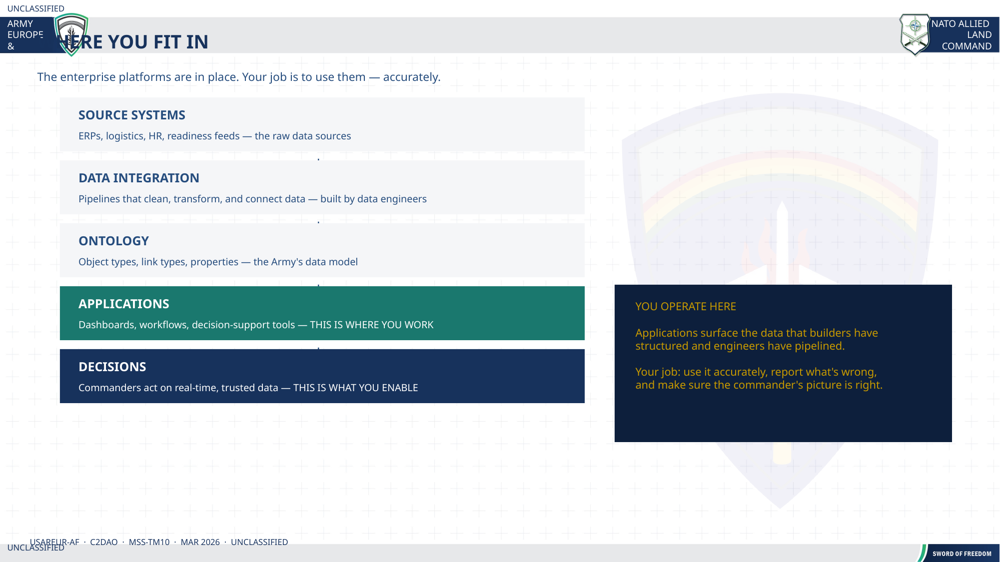 UNCLASSIFIED
ARMY
EUROPE
&
WHERE YOU FIT IN
NATO ALLIED
LAND
COMMAND
The enterprise platforms are in place. Your job is to use them — accurately.
SOURCE SYSTEMS
ERPs, logistics, HR, readiness feeds — the raw data sources
DATA INTEGRATION
Pipelines that clean, transform, and connect data — built by data engineers
ONTOLOGY
Object types, link types, properties — the Army's data model
APPLICATIONS
Dashboards, workflows, decision-support tools — THIS IS WHERE YOU WORK
DECISIONS
Commanders act on real-time, trusted data — THIS IS WHAT YOU ENABLE
YOU OPERATE HERE
Applications surface the data that builders have
structured and engineers have pipelined.
Your job: use it accurately, report what's wrong,
and make sure the commander's picture is right.
USAREUR-AF · C2DAO · MSS-TM10 · MAR 2026 · UNCLASSIFIED
UNCLASSIFIED
SWORD OF FREEDOM